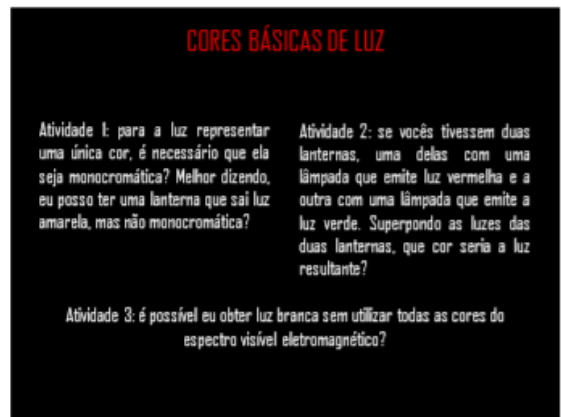 CORES BÁSICAS DE LUZ
Atividade 1: para a luz representar
uma única cor, é necessário que ela
seja monocromática? Melhor dizendo,
eu posso ter uma lanterna que sai luz
amarela, mas não monocromática?
Atividade 2: se vocês tivessem duas
lanternas, uma delas com uma
lâmpada que emite luz vermelha e a
outra com uma lâmpada que emite a
luz verde. Superpondo as luzes das
duas lanternas, que cor seria a luz
resultante?
Atividade 3: é possível eu obter luz branca sem utilizar todas as cores do
espectro visível eletromagnético?